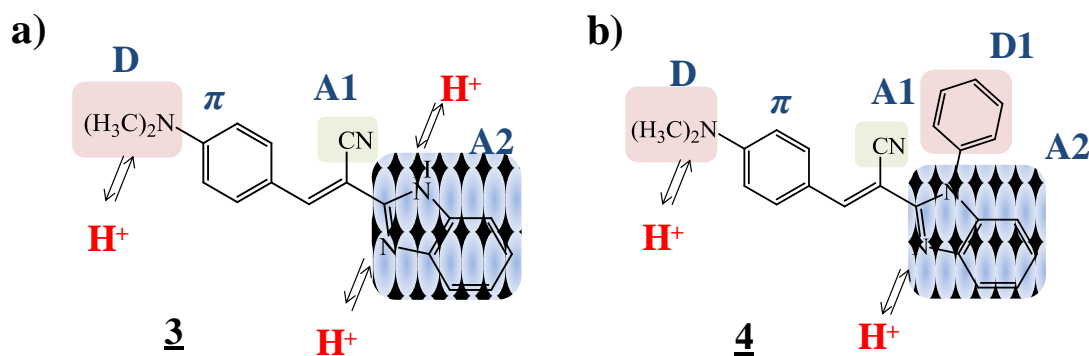 a)
D
π
A1
H⁺
A2
(H3C)₂N
CN
H
N
N
H⁺
H⁺
3
b)
D
π
A1
D1
A2
(H3C)₂N
CN
N
N
H⁺
H⁺
4